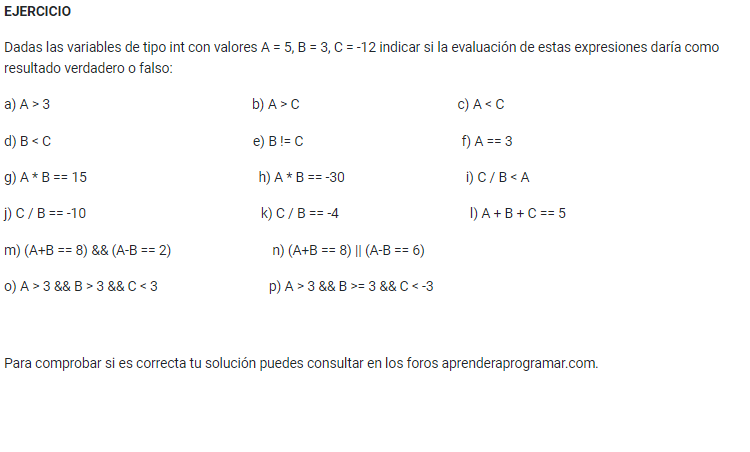 EJERCICIO
Dadas las variables de tipo int con valores A = 5, B = 3, C = -12 indicar si la evaluación de estas expresiones daría como
resultado verdadero o falso:
a) A > 3 b) A > C c) A < C
d) B < C e) B != C f) A == 3
g) A * B == 15 h) A * B == -30 i) C / B < A
j) C / B == -10 k) C / B == -4 l) A + B + C == 5
m) (A+B == 8) && (A-B == 2) n) (A+B == 8) || (A-B == 6)
o) A > 3 && B > 3 && C < 3 p) A > 3 && B >= 3 && C < -3
Para comprobar si es correcta tu solución puedes consultar en los foros aprenderaprogramar.com.